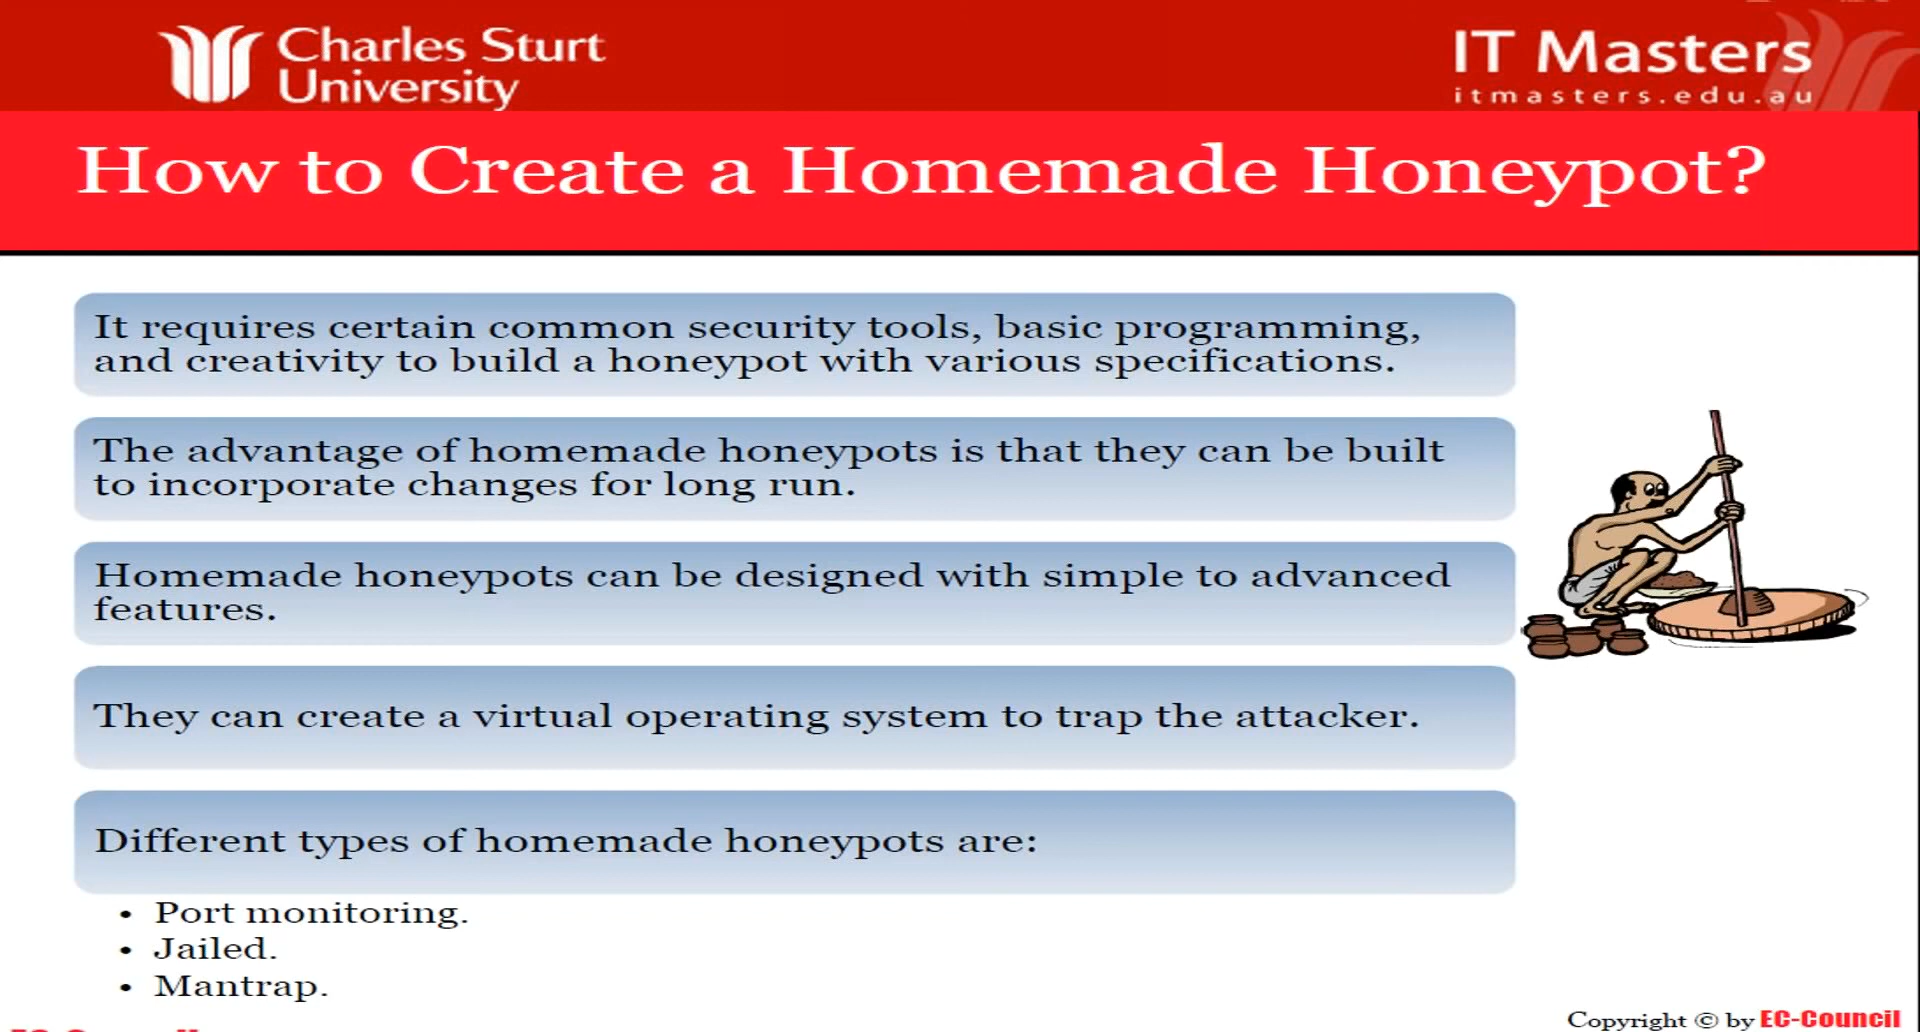 Charles Sturt
University
IT Masters
itmasters.edu.au
How to Create a Homemade Honeypot?
It requires certain common security tools, basic programming,
and creativity to build a honeypot with various specifications.
The advantage of homemade honeypots is that they can be built
to incorporate changes for long run.
Homemade honeypots can be designed with simple to advanced
features.
They can create a virtual operating system to trap the attacker.
Different types of homemade honeypots are:
• Port monitoring.
• Jailed.
• Mantrap.
Copyright © by EC-Council